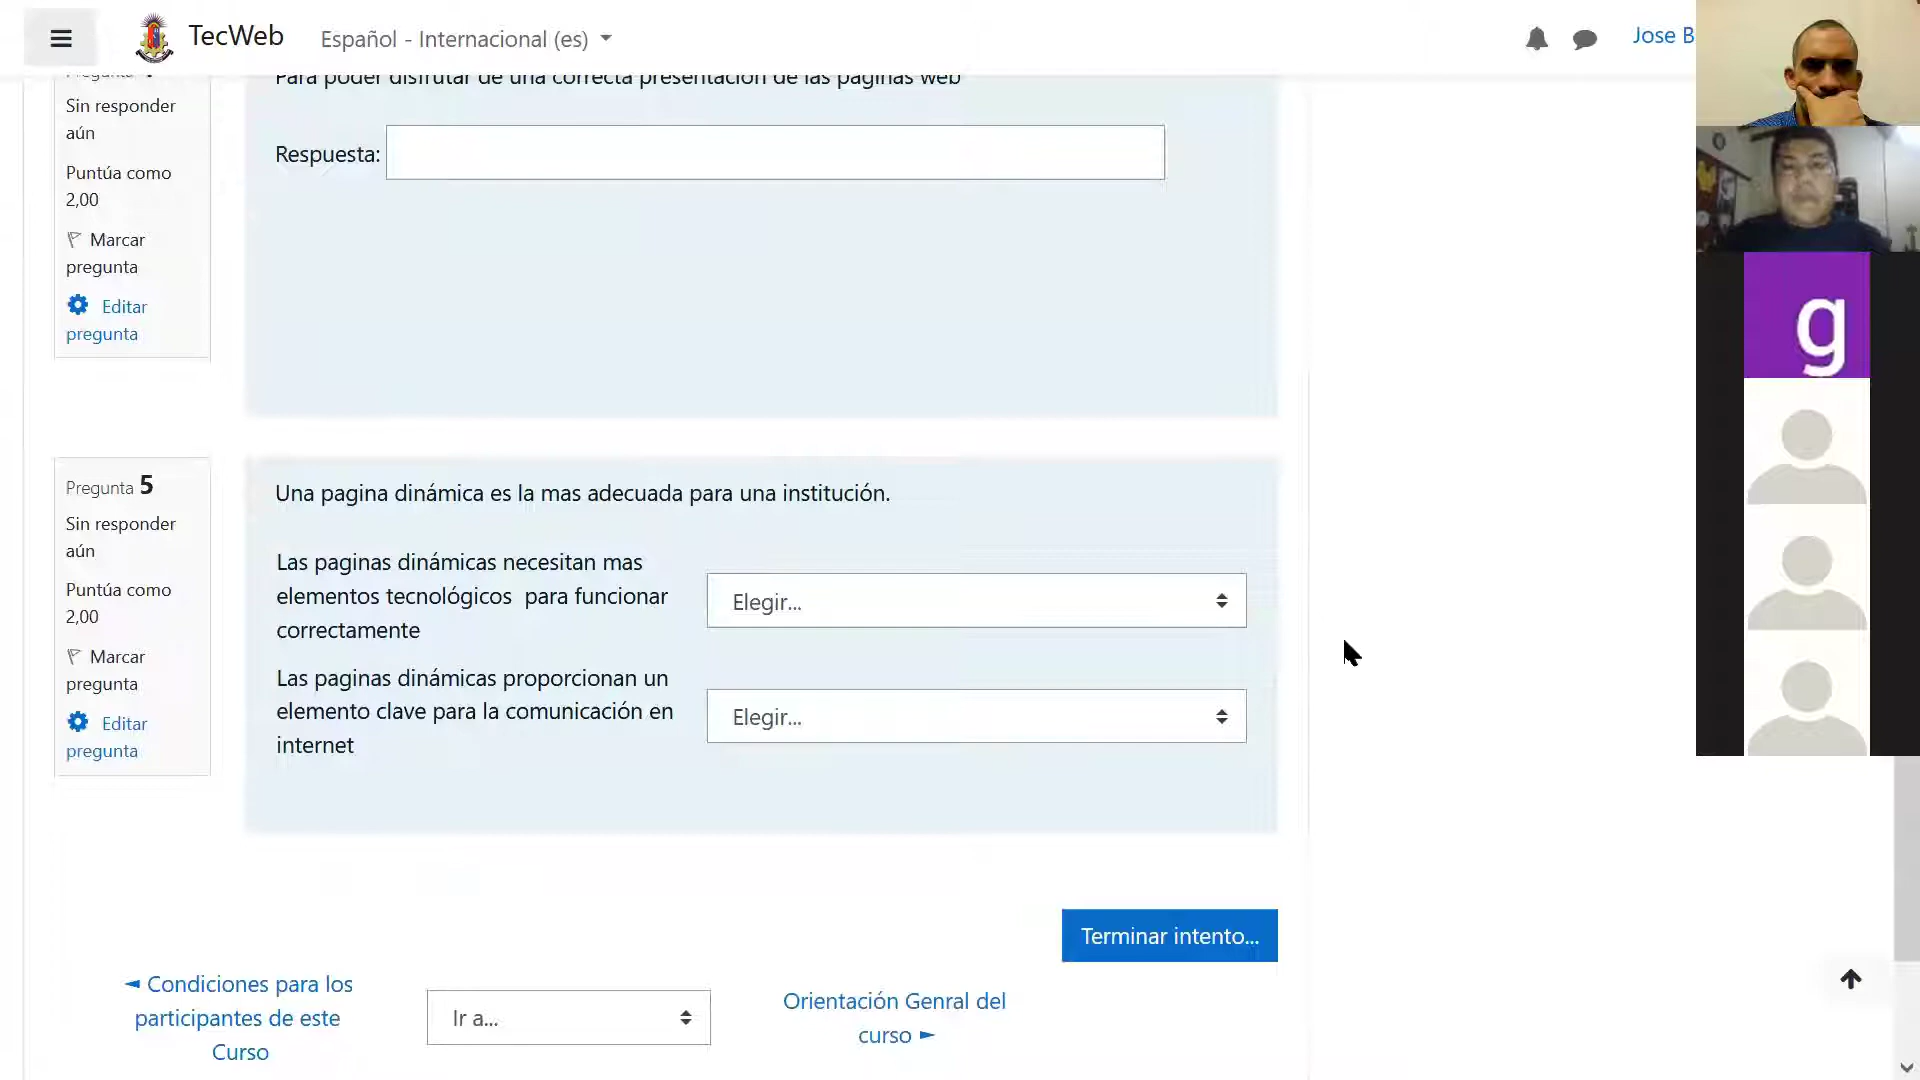 TecWeb
Español - Internacional (es)
Jose B
Pregunta
Para poder disfrutar de una correcta presentación de las paginas web
Sin responder
aún
Puntúa como
2,00
Marcar
pregunta
Editar
pregunta
Respuesta:
g
Pregunta 5
Sin responder
aún
Puntúa como
2,00
Marcar
pregunta
Editar
pregunta
Una pagina dinámica es la mas adecuada para una institución.
Las paginas dinámicas necesitan mas
elementos tecnológicos para funcionar
correctamente
Elegir...
Las paginas dinámicas proporcionan un
elemento clave para la comunicación en
internet
Elegir...
Terminar intento...
◄ Condiciones para los
participantes de este
Curso
Ir a...
Orientación Genral del
curso ►